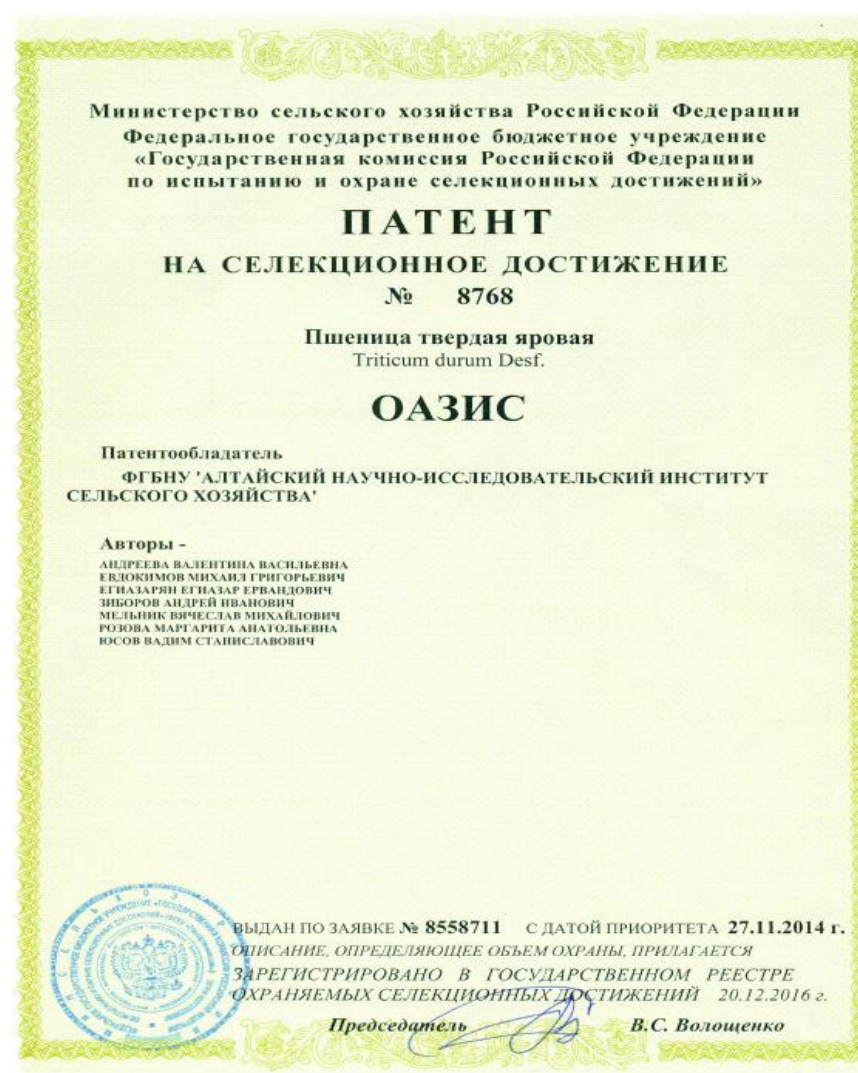 Министерство сельского хозяйства Российской Федерации
Федеральное государственное бюджетное учреждение
«Государственная комиссия Российской Федерации
по испытанию и охране селекционных достижений»
ПАТЕНТ
НА СЕЛЕКЦИОННОЕ ДОСТИЖЕНИЕ
№ 8768
Пшеница твердая яровая
Triticum durum Desf.
ОАЗИС
Патентообладатель
ФГБНУ 'АЛТАЙСКИЙ НАУЧНО-ИССЛЕДОВАТЕЛЬСКИЙ ИНСТИТУТ
СЕЛЬСКОГО ХОЗЯЙСТВА'
Авторы -
АНДРЕЕВА ВАЛЕНТИНА ВАСИЛЬЕВНА
ЕВДОКИМОВ МИХАИЛ ГРИГОРЬЕВИЧ
ЕГИАЗАРЯН ЕГИАЗАР ЕРВАНДОВИЧ
ЗИБОРОВ АНДРЕЙ ИВАНОВИЧ
МЕЛЬНИК ВЯЧЕСЛАВ МИХАЙЛОВИЧ
РОЗОВА МАРГАРИТА АНАТОЛЬЕВНА
ЮСОВ ВАДИМ СТАНИСЛАВОВИЧ
ВЫДАН ПО ЗАЯВКЕ № 8558711 С ДАТОЙ ПРИОРИТЕТА 27.11.2014 г.
ОПИСАНИЕ, ОПРЕДЕЛЯЮЩЕЕ ОБЪЕМ ОХРАНЫ, ПРИЛАГАЕТСЯ
ЗАРЕГИСТРИРОВАНО В ГОСУДАРСТВЕННОМ РЕЕСТРЕ
ОХРАНЯЕМЫХ СЕЛЕКЦИОННЫХ ДОСТИЖЕНИЙ 20.12.2016 г.
Председатель В.С. Волощенко